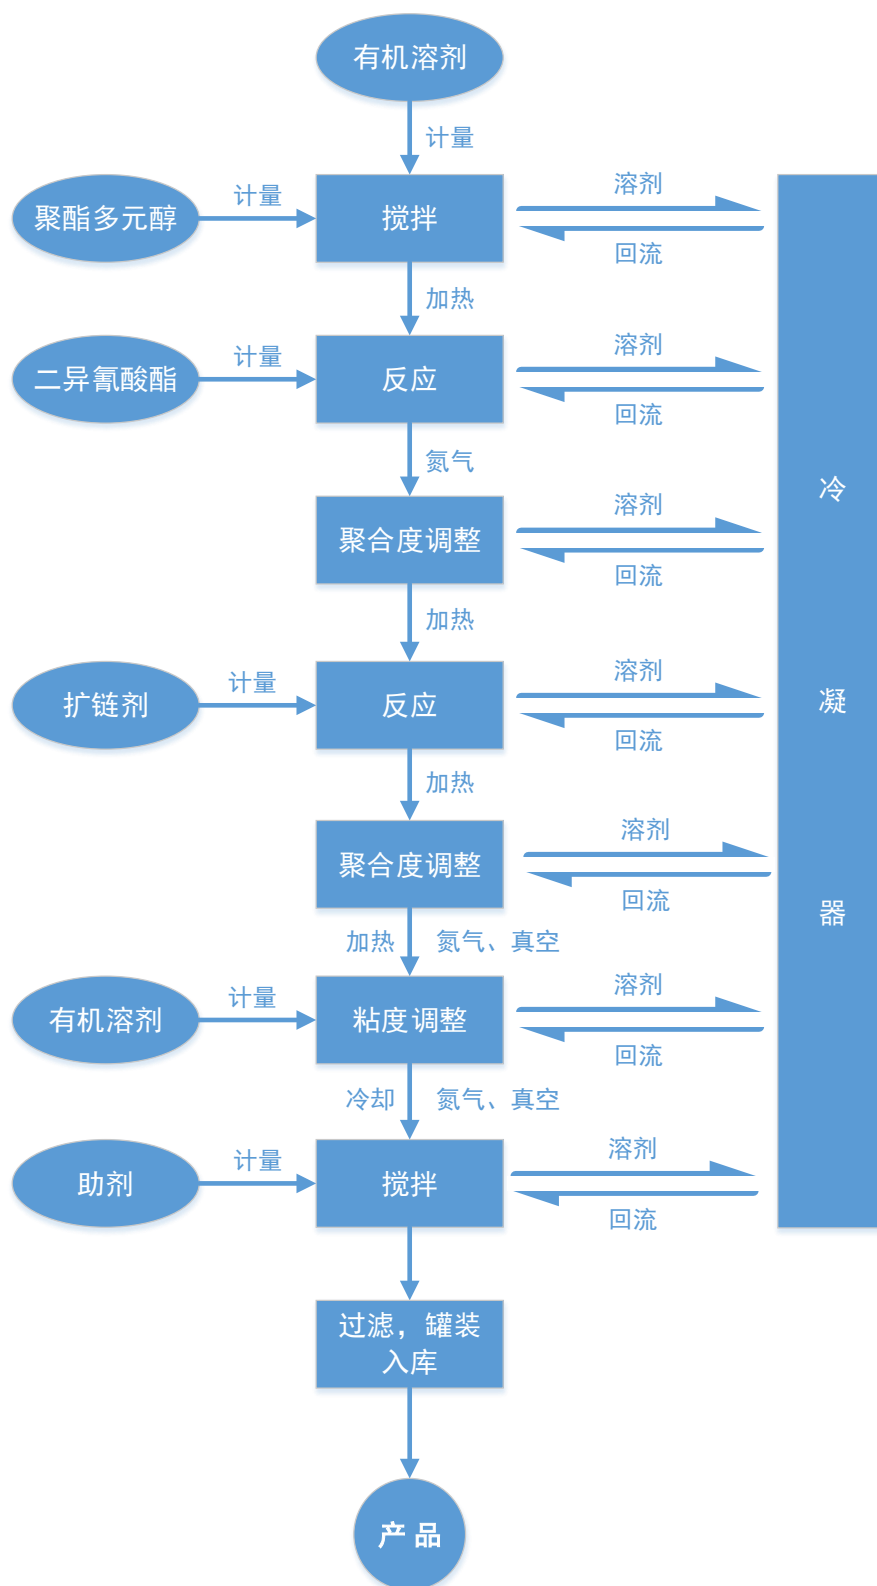 有机溶剂
计量
聚酯多元醇
计量
搅拌
溶剂
回流
加热
二异氰酸酯
计量
反应
溶剂
回流
氮气
聚合度调整
溶剂
回流
加热
扩链剂
计量
反应
溶剂
回流
加热
聚合度调整
溶剂
回流
加热
氮气、真空
有机溶剂
计量
粘度调整
溶剂
回流
冷却
氮气、真空
助剂
计量
搅拌
溶剂
回流
冷
凝
器
过滤，罐装
入库
产 品